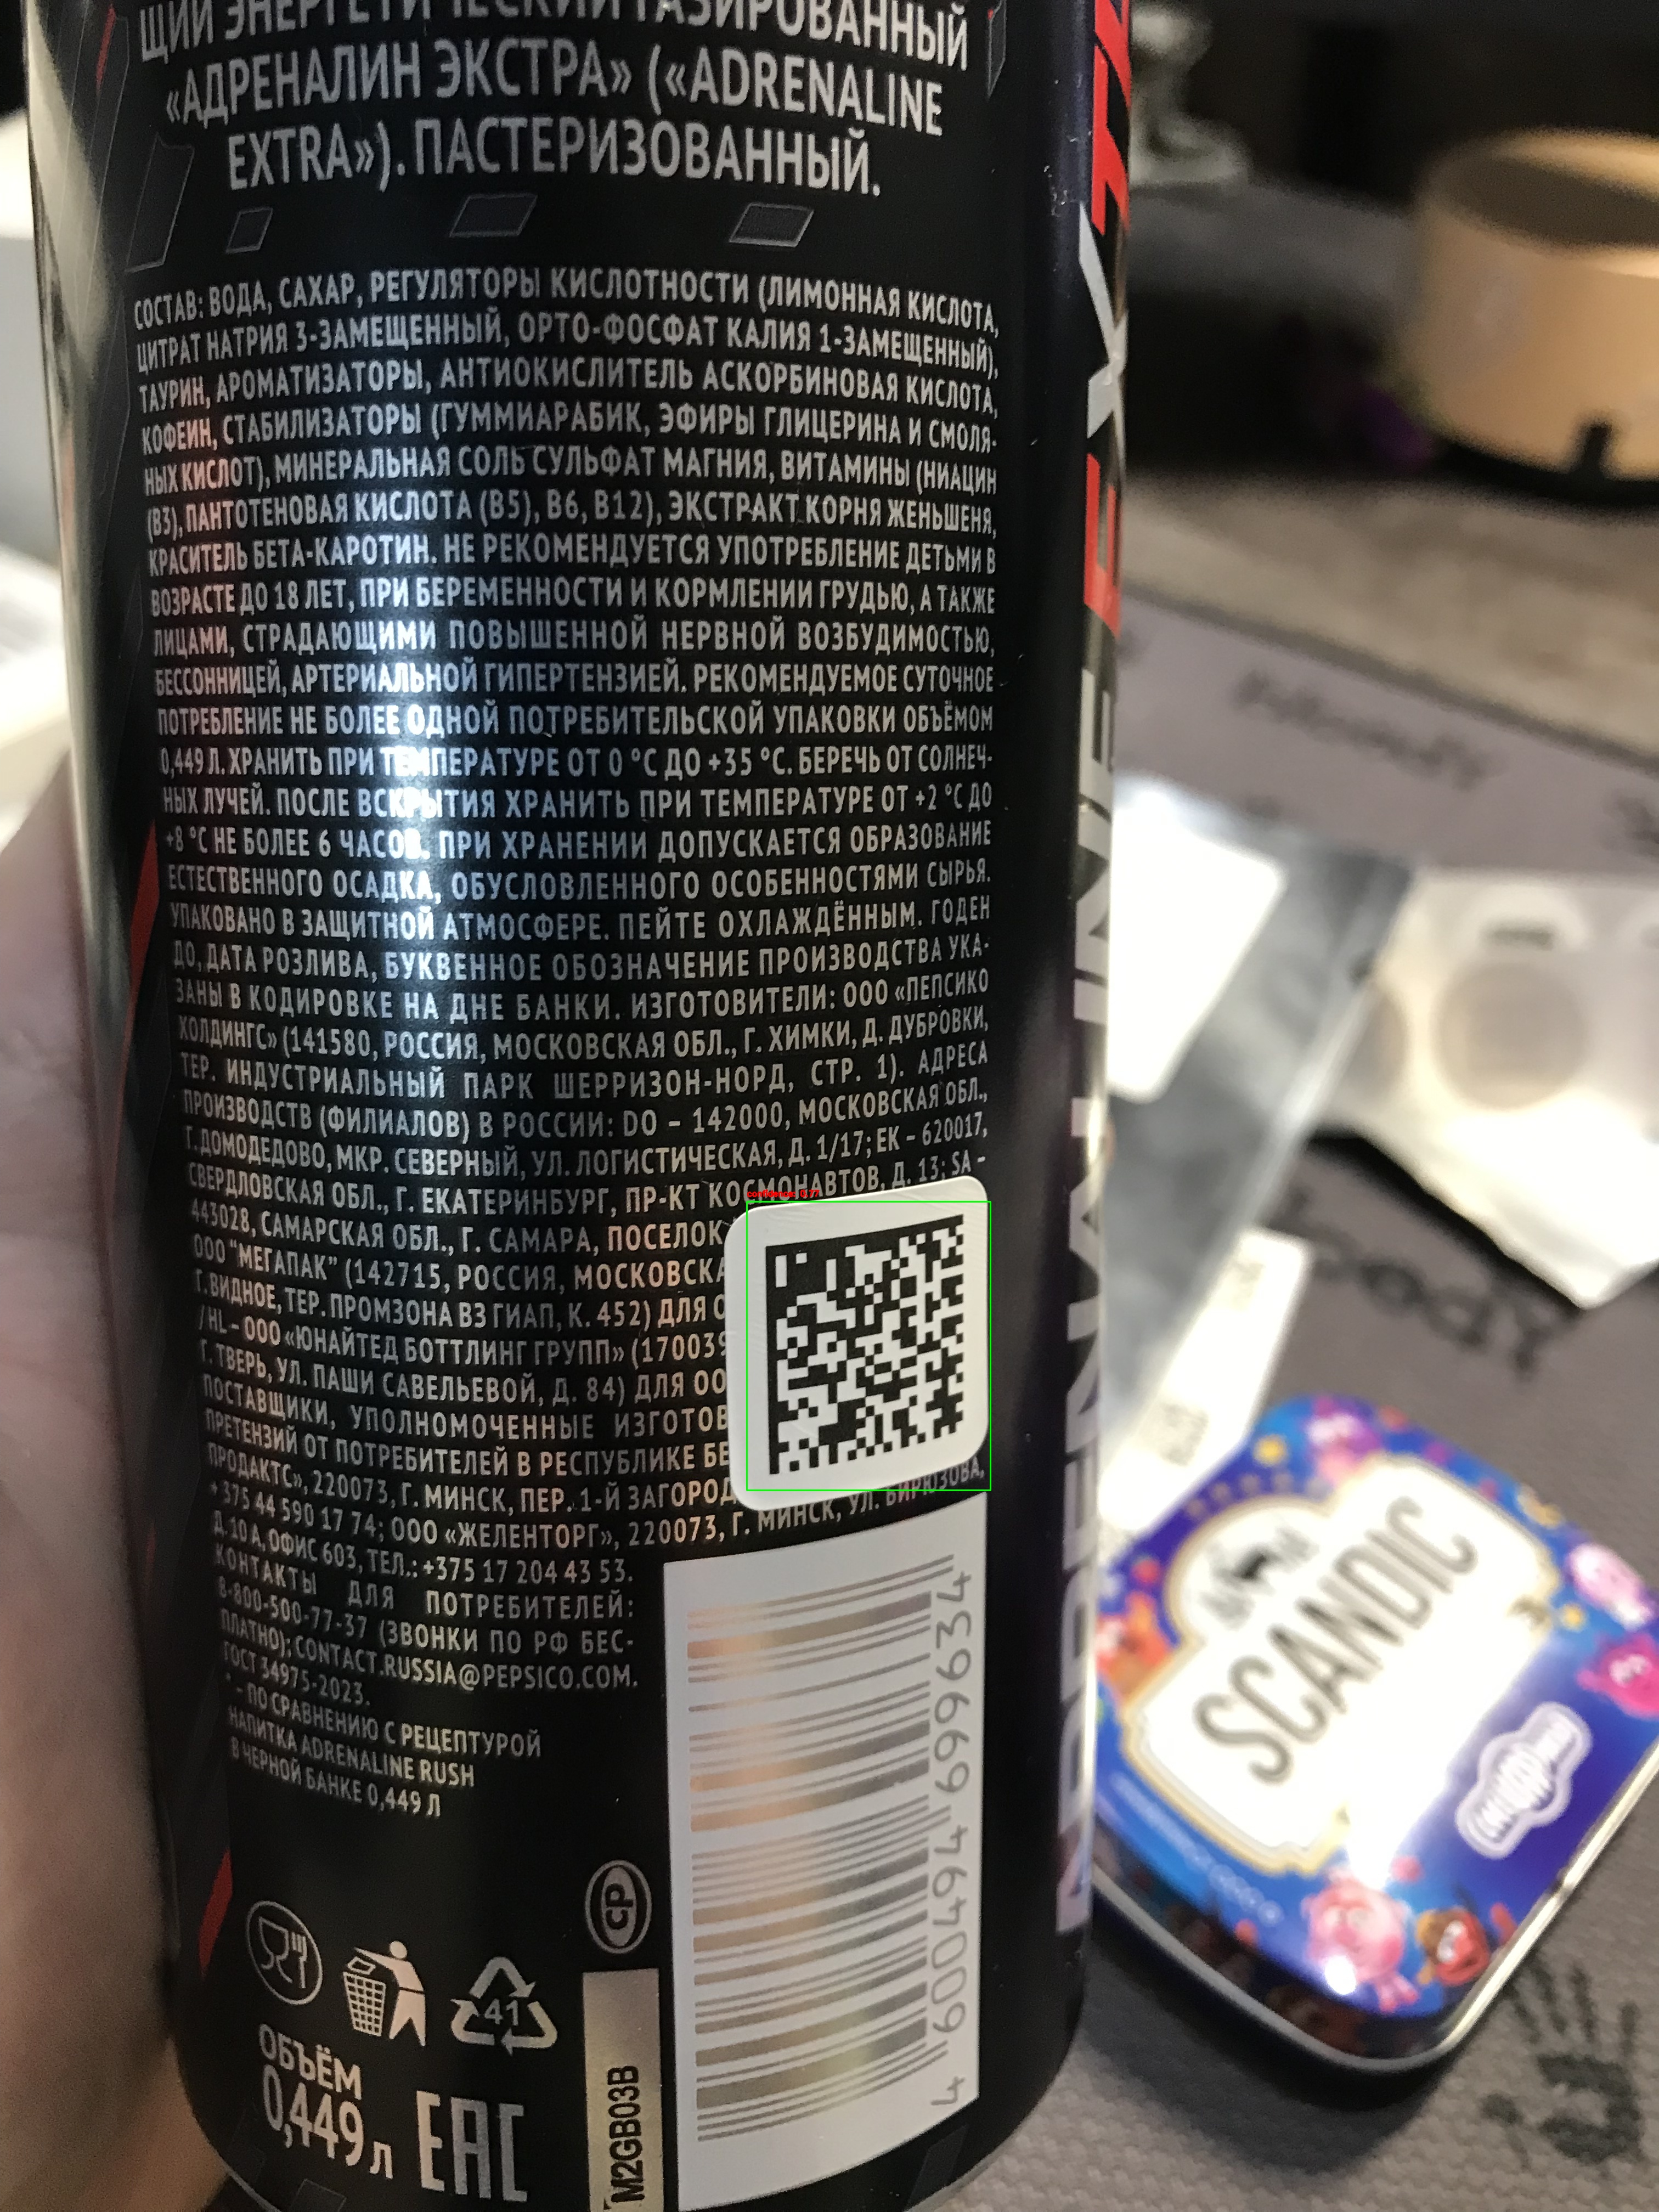 ЩИЙ ЭНЕРГЕТИЧЕСКИЙ ГАЗИРОВАННЫЙ
«АДРЕНАЛИН ЭКСТРА» («ADRENALINE
EXTRA»). ПАСТЕРИЗОВАННЫЙ.
СОСТАВ: ВОДА, САХАР, РЕГУЛЯТОРЫ КИСЛОТНОСТИ (ЛИМОННАЯ КИСЛОТА,
ЦИТРАТ НАТРИЯ 3-ЗАМЕЩЕННЫЙ, ОРТО-ФОСФАТ КАЛИЯ 1-ЗАМЕЩЕННЫЙ),
ТАУРИН, АРОМАТИЗАТОРЫ, АНТИОКИСЛИТЕЛЬ АСКОРБИНОВАЯ КИСЛОТА,
КОФЕИН, СТАБИЛИЗАТОРЫ (ГУММИАРАБИК, ЭФИРЫ ГЛИЦЕРИНА И СМОЛЯ-
НЫХ КИСЛОТ), МИНЕРАЛЬНАЯ СОЛЬ СУЛЬФАТ МАГНИЯ, ВИТАМИНЫ (НИАЦИН
(B3), ПАНТОТЕНОВАЯ КИСЛОТА (B5), B6, B12), ЭКСТРАКТ КОРНЯ ЖЕНЬШЕНЯ,
КРАСИТЕЛЬ БЕТА-КАРОТИН. НЕ РЕКОМЕНДУЕТСЯ УПОТРЕБЛЕНИЕ ДЕТЬМИ В
ВОЗРАСТЕ ДО 18 ЛЕТ, ПРИ БЕРЕМЕННОСТИ И КОРМЛЕНИИ ГРУДЬЮ, А ТАКЖЕ
ЛИЦАМИ, СТРАДАЮЩИМИ ПОВЫШЕННОЙ НЕРВНОЙ ВОЗБУДИМОСТЬЮ,
БЕССОННИЦЕЙ, АРТЕРИАЛЬНОЙ ГИПЕРТЕНЗИЕЙ. РЕКОМЕНДУЕМОЕ СУТОЧНОЕ
ПОТРЕБЛЕНИЕ НЕ БОЛЕЕ ОДНОЙ ПОТРЕБИТЕЛЬСКОЙ УПАКОВКИ ОБЪЁМОМ
0,449 Л. ХРАНИТЬ ПРИ ТЕМПЕРАТУРЕ ОТ 0 °C ДО +35 °C. БЕРЕЧЬ ОТ СОЛНЕЧ-
НЫХ ЛУЧЕЙ. ПОСЛЕ ВСКРЫТИЯ ХРАНИТЬ ПРИ ТЕМПЕРАТУРЕ ОТ +2 °C ДО
+8 °C НЕ БОЛЕЕ 6 ЧАСОВ. ПРИ ХРАНЕНИИ ДОПУСКАЕТСЯ ОБРАЗОВАНИЕ
ЕСТЕСТВЕННОГО ОСАДКА, ОБУСЛОВЛЕННОГО ОСОБЕННОСТЯМИ СЫРЬЯ.
УПАКОВАНО В ЗАЩИТНОЙ АТМОСФЕРЕ. ПЕЙТЕ ОХЛАЖДЁННЫМ. ГОДЕН
ДО, ДАТА РОЗЛИВА, БУКВЕННОЕ ОБОЗНАЧЕНИЕ ПРОИЗВОДСТВА УКА-
ЗАНЫ В КОДИРОВКЕ НА ДНЕ БАНКИ. ИЗГОТОВИТЕЛИ: ООО «ПЕПСИКО
ХОЛДИНГС» (141580, РОССИЯ, МОСКОВСКАЯ ОБЛ., Г. ХИМКИ, Д. ДУБРОВКИ,
ТЕР. ИНДУСТРИАЛЬНЫЙ ПАРК ШЕРРИЗОН-НОРД, СТР. 1). АДРЕСА
ПРОИЗВОДСТВ (ФИЛИАЛОВ) В РОССИИ: DO – 142000, МОСКОВСКАЯ ОБЛ.,
Г. ДОМОДЕДОВО, МКР. СЕВЕРНЫЙ, УЛ. ЛОГИСТИЧЕСКАЯ, Д. 1/17; EK – 620017,
СВЕРДЛОВСКАЯ ОБЛ., Г. ЕКАТЕРИНБУРГ, ПР-КТ КОСМОНАВТОВ, Д. 13; SA –
443028, САМАРСКАЯ ОБЛ., Г. САМАРА, ПОСЕЛОК
ООО "МЕГАПАК" (142715, РОССИЯ, МОСКОВСКА
Г. ВИДНОЕ, ТЕР. ПРОМЗОНА ВЗ ГИАП, К. 452) ДЛЯ О
/HL – ООО «ЮНАЙТЕД БОТТЛИНГ ГРУПП» (170039
Г. ТВЕРЬ, УЛ. ПАШИ САВЕЛЬЕВОЙ, Д. 84) ДЛЯ ОО
ПОСТАВЩИКИ, УПОЛНОМОЧЕННЫЕ ИЗГОТОВ
ПРЕТЕНЗИЙ ОТ ПОТРЕБИТЕЛЕЙ В РЕСПУБЛИКЕ БЕ
ПРОДАКТС», 220073, Г. МИНСК, ПЕР. 1-Й ЗАГОРОД
+375 44 590 17 74; ООО «ЖЕЛЕНТОРГ», 220073, Г. МИНСК, УЛ. БИРЮЗОВА,
Д. 10 А, ОФИС 603, ТЕЛ.: +375 17 204 43 53.
КОНТАКТЫ ДЛЯ ПОТРЕБИТЕЛЕЙ:
8-800-500-77-37 (ЗВОНКИ ПО РФ БЕС-
ПЛАТНО); CONTACT.RUSSIA@PEPSICO.COM.
ГОСТ 34975-2023.
* – ПО СРАВНЕНИЮ С РЕЦЕПТУРОЙ
НАПИТКА ADRENALINE RUSH
В ЧЕРНОЙ БАНКЕ 0,449 Л
4 600494 699634
СР
41
M2GB03B
ОБЪЁМ
0,449 л
EAC
SCANDIC